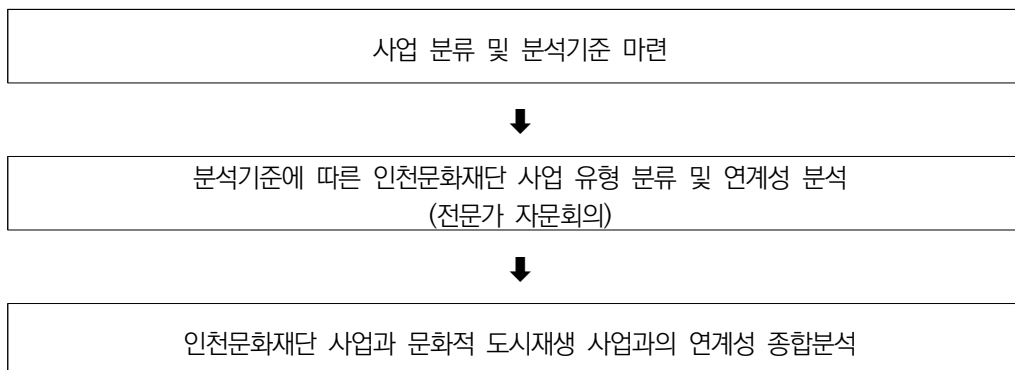 사업 분류 및 분석기준 마련
분석기준에 따른 인천문화재단 사업 유형 분류 및 연계성 분석
(전문가 자문회의)
인천문화재단 사업과 문화적 도시재생 사업과의 연계성 종합분석